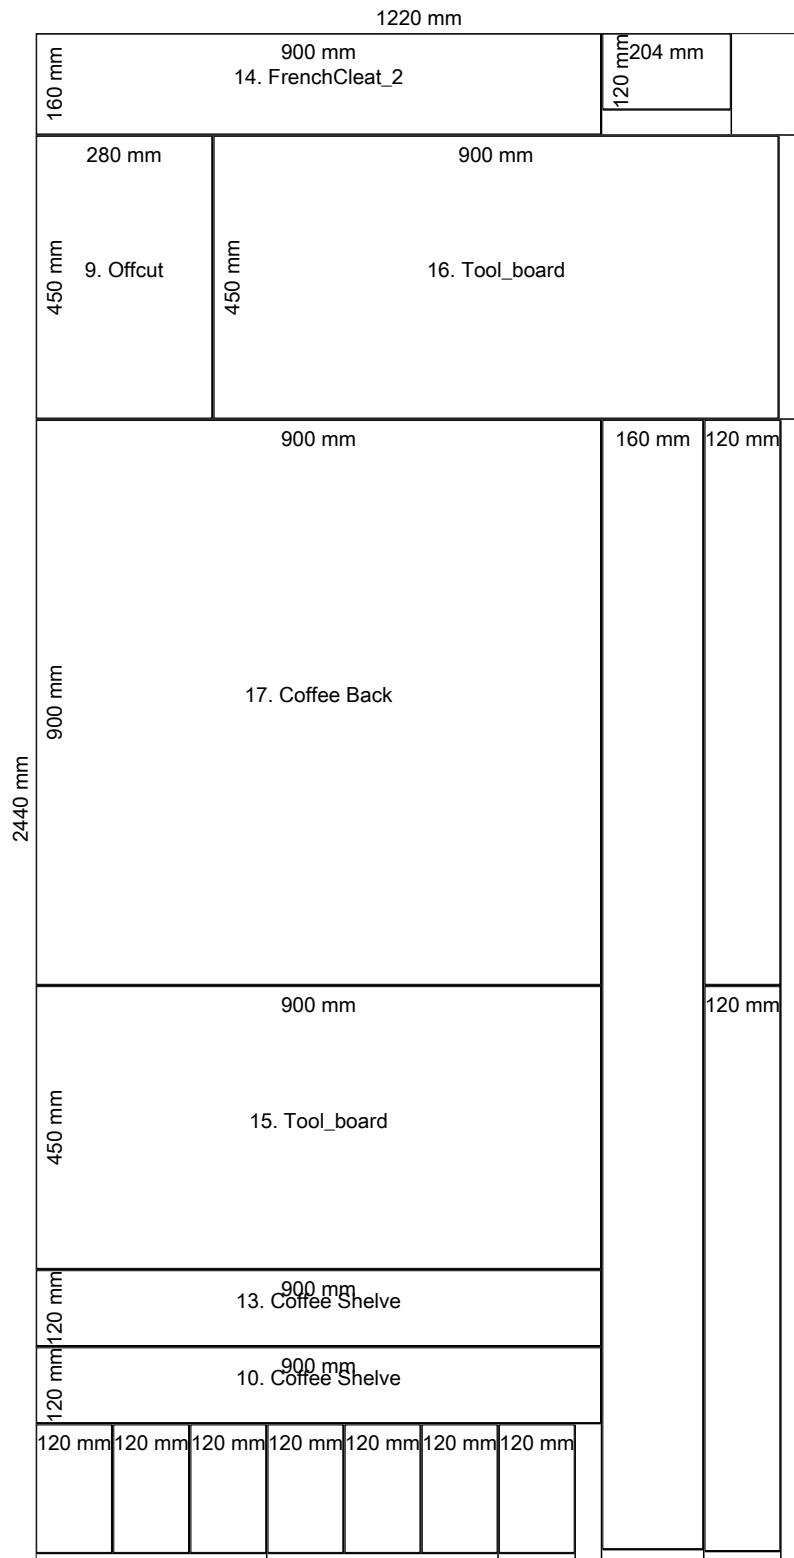 1220 mm
900 mm
14. FrenchCleat_2
160 mm
204 mm
120 mm
280 mm
450 mm
9. Offcut
900 mm
450 mm
16. Tool_board
900 mm
900 mm
17. Coffee Back
160 mm
120 mm
2440 mm
900 mm
450 mm
15. Tool_board
120 mm
900 mm
13. Coffee Shelve
120 mm
900 mm
10. Coffee Shelve
120 mm
120 mm 120 mm 120 mm 120 mm 120 mm 120 mm 120 mm